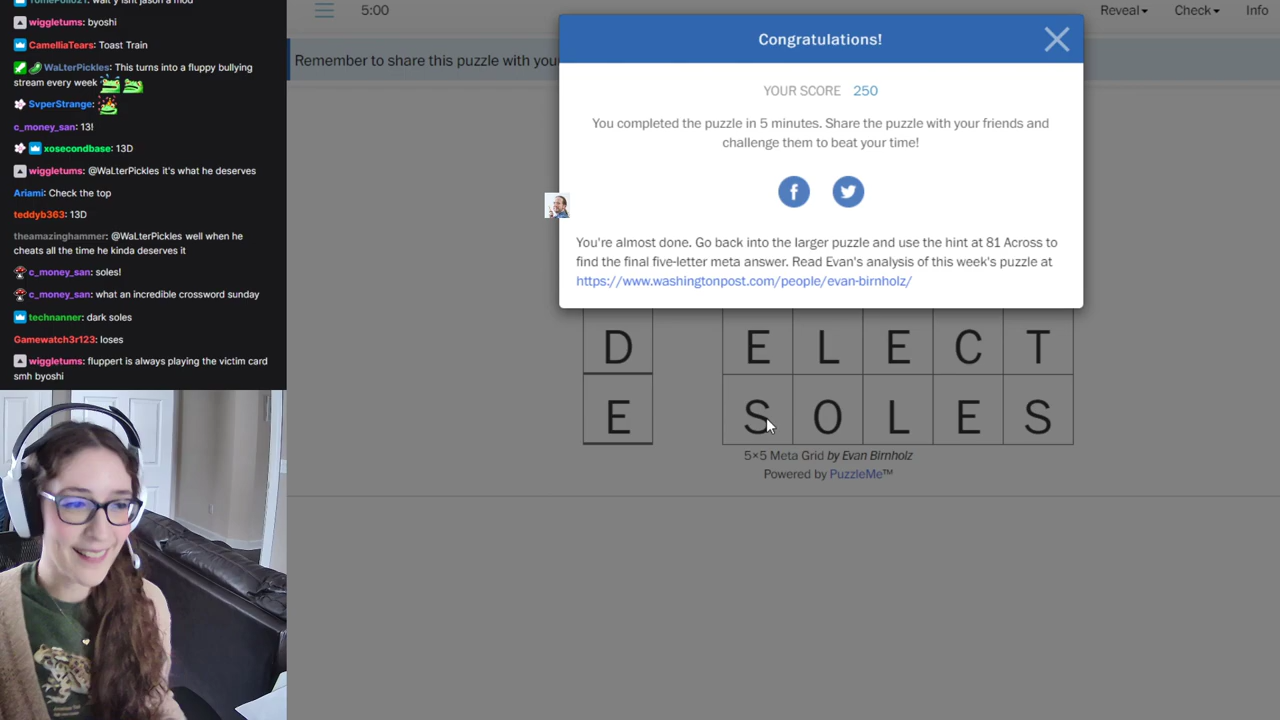 wiggletums: byoshi
CamelliaTears: Toast Train
WaLterPickles: This turns into a fluppy bullying
stream every week
SvperStrange:
c_money_san: 13!
xosecondbase: 13D
wiggletums: @WaLterPickles it's what he deserves
Ariami: Check the top
teddyb363: 13D
theamazinghammer: @WaLterPickles well when he
cheats all the time he kinda deserves it
c_money_san: soles!
c_money_san: what an incredible crossword sunday
technanner: dark soles
Gamewatch3r123: loses
wiggletums: fluppert is always playing the victim card
smh byoshi
5:00
Reveal
Check
Info
Remember to share this puzzle with you
Congratulations!
YOUR SCORE 250
You completed the puzzle in 5 minutes. Share the puzzle with your friends and
challenge them to beat your time!
You're almost done. Go back into the larger puzzle and use the hint at 81 Across to
find the final five-letter meta answer. Read Evan's analysis of this week's puzzle at
https://www.washingtonpost.com/people/evan-birnholz/
D E L E C T
E S O L E S
5×5 Meta Grid by Evan Birnholz
Powered by PuzzleMe™